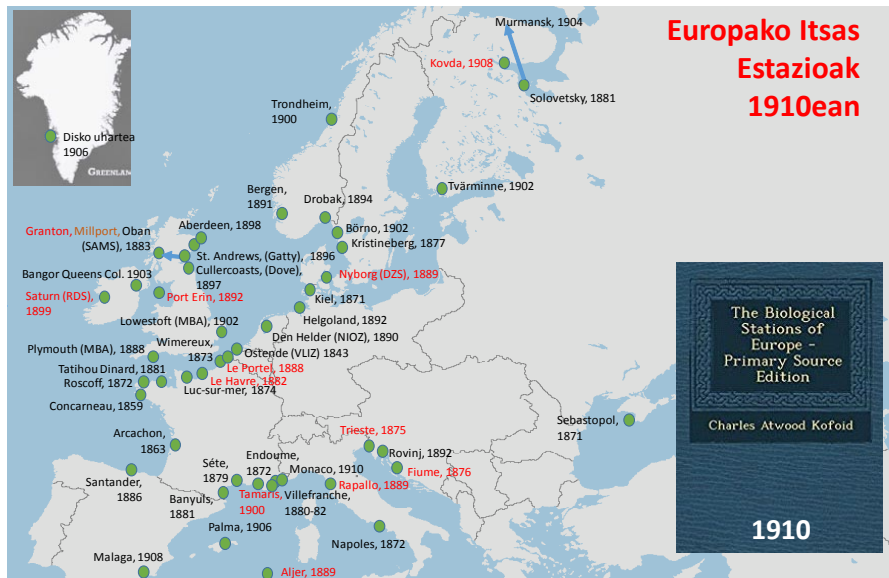 Europako Itsas
Estazioak
1910ean
Murmansk, 1904
Kovda, 1908
Solovetsky, 1881
Trondheim,
1900
Disko uhartea
1906
GREENLAN
Tvärminne, 1902
Bergen,
1891
Drobak, 1894
Börno, 1902
Kristineberg, 1877
Aberdeen, 1898
Granton, Millport, Oban
(SAMS), 1883
St. Andrews, (Gatty), 1896
Cullercoasts, (Dove),
1897
Nyborg (DZS), 1889
Bangor Queens Col. 1903
Saturn (RDS),
1899
Port Erin, 1892
Kiel, 1871
Helgoland, 1892
Lowestoft (MBA), 1902
Den Helder (NIOZ), 1890
Plymouth (MBA), 1888
Wimereux,
1873
Ostende (VLIZ) 1843
Le Portel, 1888
Tatihou Dinard, 1881
Roscoff, 1872
Le Havre, 1882
Luc-sur-mer, 1874
Concarneau, 1859
Sebastopol,
1871
Trieste, 1875
Arcachon,
1863
Rovinj, 1892
Fiume, 1876
Endoume,
1872
Monaco, 1910
Séte,
1879
Rapallo, 1889
Santander,
1886
Tamaris,
1900
Villefranche,
1880-82
Banyuls,
1881
Palma, 1906
Napoles, 1872
Malaga, 1908
Aljer, 1889
The Biological
Stations of
Europe -
Primary Source
Edition
Charles Atwood Kofoid
1910